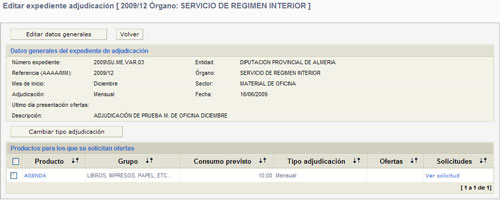 Editar expediente adjudicación [ 2009/12 Órgano: SERVICIO DE REGIMEN INTERIOR ]
Editar datos generales Volver
Datos generales del expediente de adjudicación
Número expediente: 2009\SU.ME.VAR.03 Entidad: DIPUTACION PROVINCIAL DE ALMERIA
Referencia (AAAA/MM): 2009/12 Órgano: SERVICIO DE REGIMEN INTERIOR
Mes de inicio: Diciembre Sector: MATERIAL DE OFICINA
Adjudicación: Mensual Fecha: 16/06/2009
Ultimo día presentación ofertas:
Descripción: ADJUDICACIÓN DE PRUEBA M. DE OFICINA DICIEMBRE
Cambiar tipo adjudicación
Productos para los que se solicitan ofertas
Producto Grupo Consumo previsto Tipo adjudicación Ofertas Solicitudes
AGENDA LIBROS, IMPRESOS, PAPEL, ETC... 10,00 Mensual Ver solicitud
[ 1 a 1 de 1]